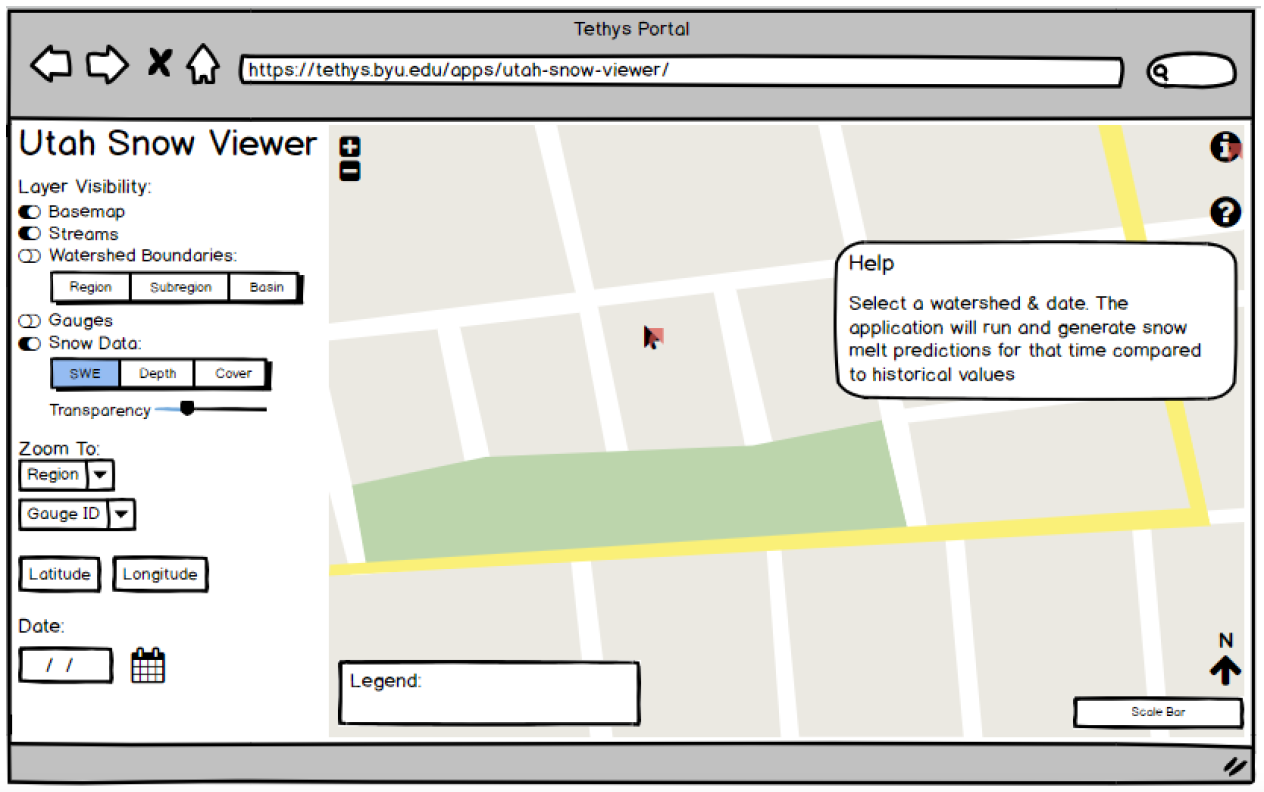 Tethys Portal
https://tethys.byu.edu/apps/utah-snow-viewer/
Utah Snow Viewer
Layer Visibility:
Basemap
Streams
Watershed Boundaries:
Region Subregion Basin
Gauges
Snow Data:
SWE Depth Cover
Transparency
Zoom To:
Region
Gauge ID
Latitude Longitude
Date:
/ /
i
?
Help
Select a watershed & date. The
application will run and generate snow
melt predictions for that time compared
to historical values
Legend:
N
Scale Bar